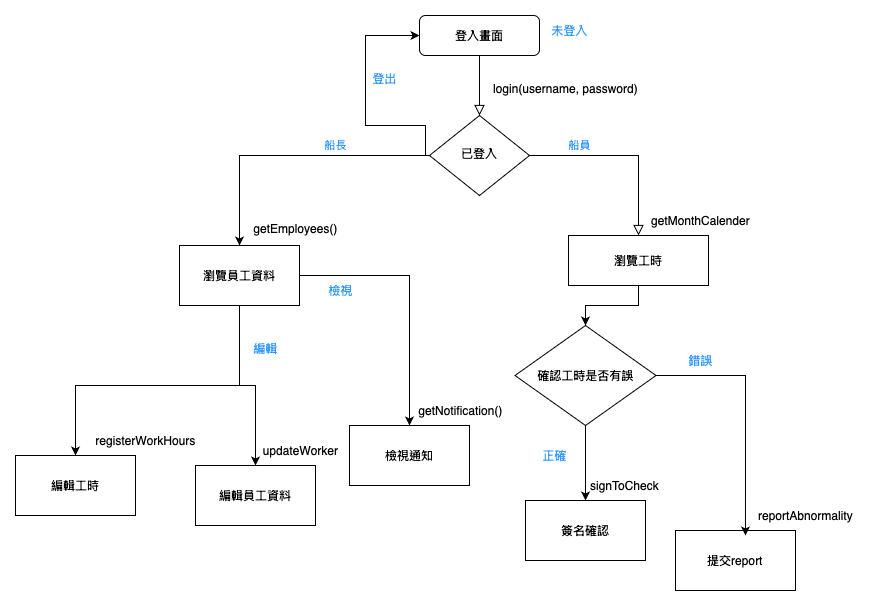 登入畫面
未登入
登出
login(username, password)
已登入
船長
船員
getEmployees()
getMonthCalender
瀏覽員工資料
瀏覽工時
檢視
編輯
確認工時是否有誤
錯誤
getNotification()
registerWorkHours
updateWorker
檢視通知
正確
編輯工時
編輯員工資料
signToCheck
簽名確認
reportAbnormality
提交report